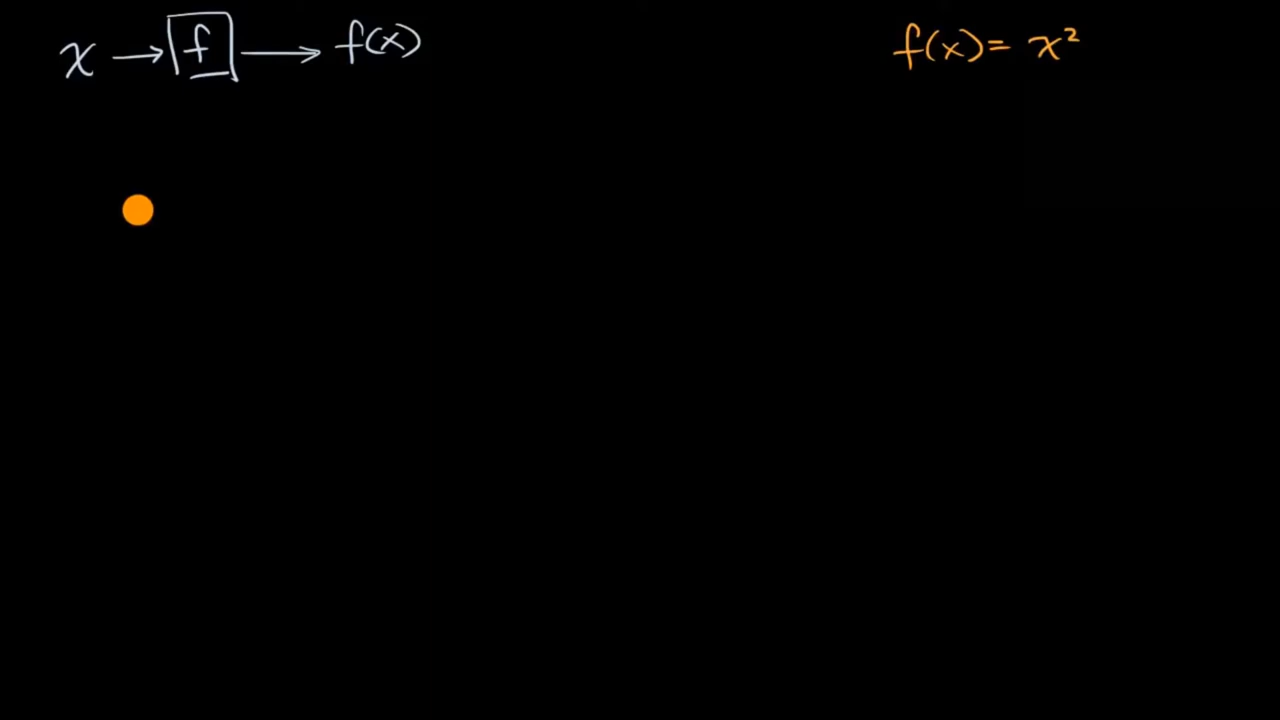 x → f → f(x)
f(x) = x²